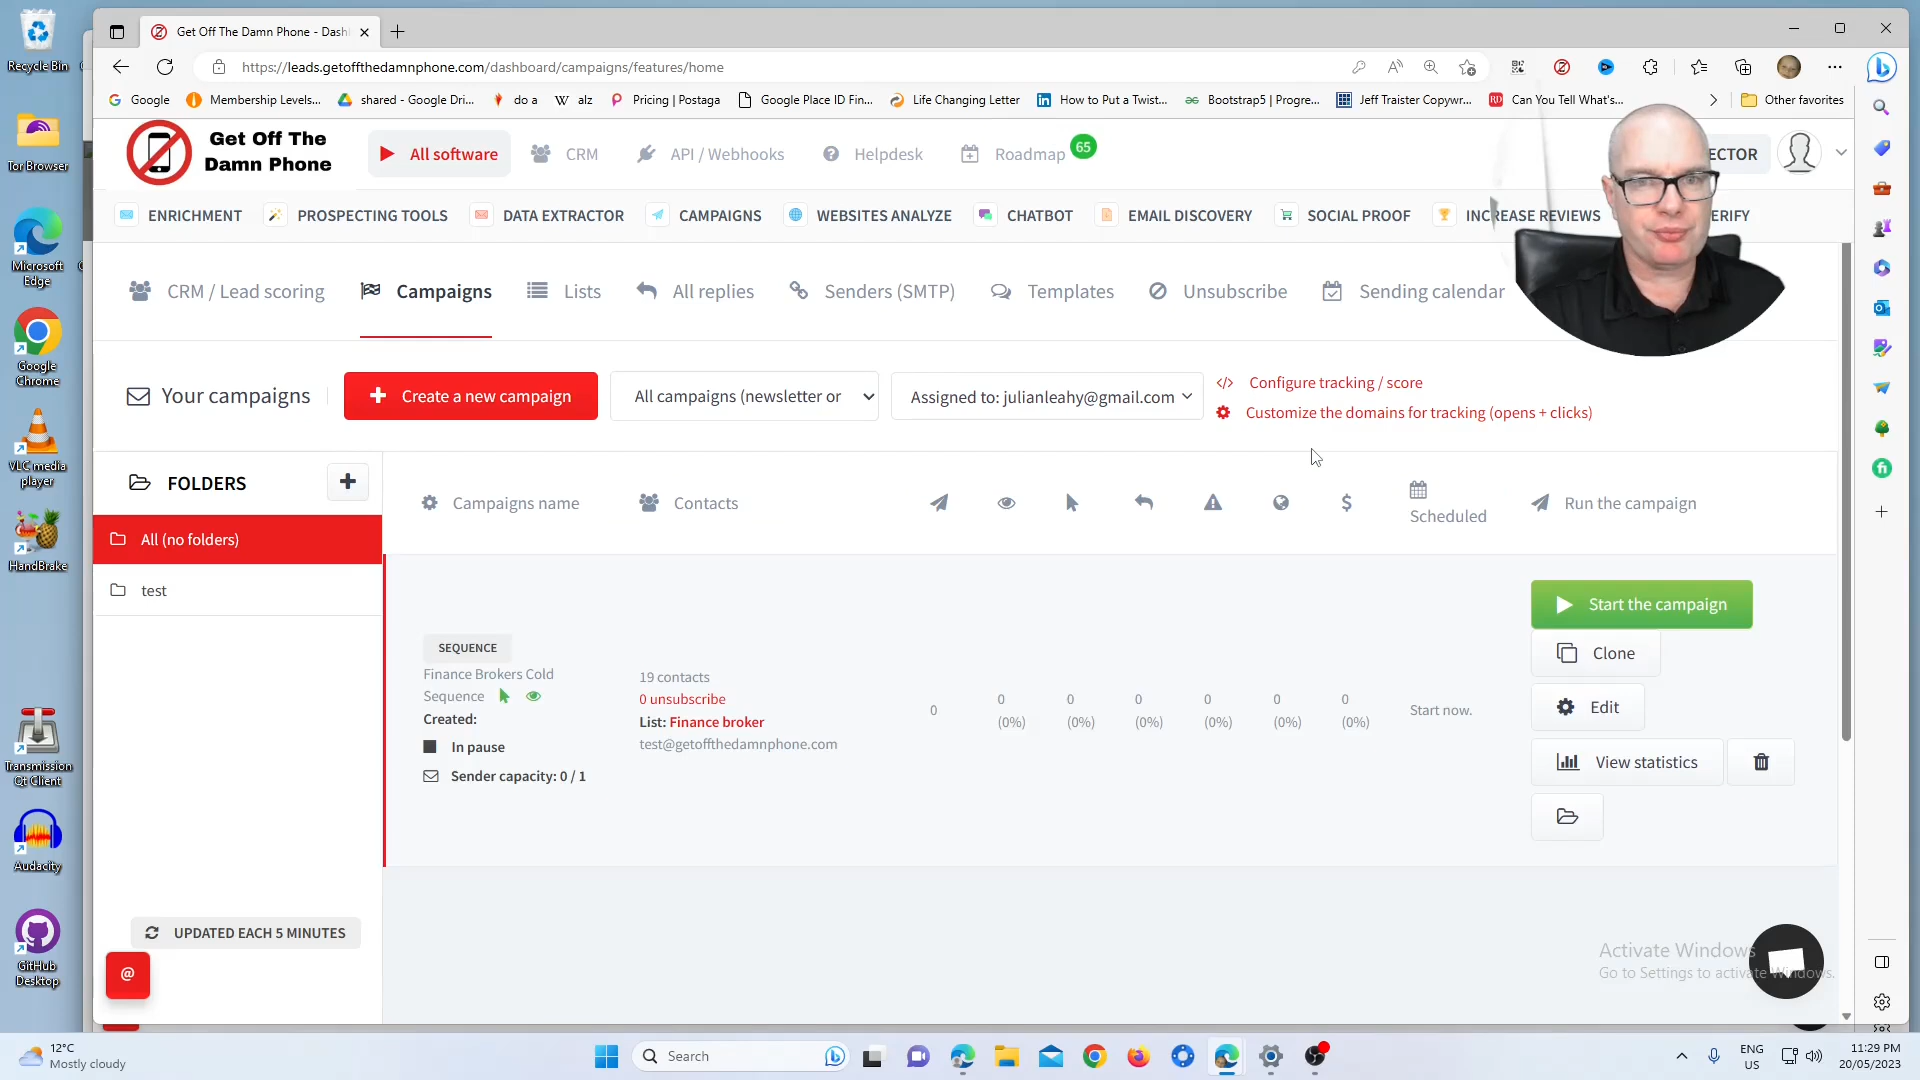 Get Off The Damn Phone - Dash
https://leads.getoffthedamnphone.com/dashboard/campaigns/features/home
Google
Membership Levels...
shared - Google Dri...
do a
alz
Pricing | Postaga
Google Place ID Fin...
Life Changing Letter
How to Put a Twist...
Bootstrap5 | Progre...
Jeff Traister Copywr...
Can You Tell What's...
Other favorites
Get Off The
Damn Phone
All software
CRM
API / Webhooks
Helpdesk
Roadmap
65
ECTOR
ENRICHMENT
PROSPECTING TOOLS
DATA EXTRACTOR
CAMPAIGNS
WEBSITES ANALYZE
CHATBOT
EMAIL DISCOVERY
SOCIAL PROOF
INCREASE REVIEWS
ERIFY
CRM / Lead scoring
Campaigns
Lists
All replies
Senders (SMTP)
Templates
Unsubscribe
Sending calendar
Your campaigns
Create a new campaign
All campaigns (newsletter or
Assigned to: julianleahy@gmail.com
Configure tracking / score
Customize the domains for tracking (opens + clicks)
FOLDERS
All (no folders)
test
UPDATED EACH 5 MINUTES
@
Campaigns name
Contacts
Scheduled
Run the campaign
SEQUENCE
Finance Brokers Cold
Sequence
Created:
In pause
Sender capacity: 0 / 1
19 contacts
0 unsubscribe
List: Finance broker
test@getoffthedamnphone.com
0
0
(0%)
0
(0%)
0
(0%)
0
(0%)
0
(0%)
0
(0%)
Start now.
Start the campaign
Clone
Edit
View statistics
Activate Windows
Go to Settings to activate Windows.
Recycle Bin
Tor Browser
Microsoft
Edge
Google
Chrome
VLC media
player
HandBrake
Transmission
Qt Client
Audacity
GitHub
Desktop
12°C
Mostly cloudy
Search
ENG
US
11:29 PM
20/05/2023